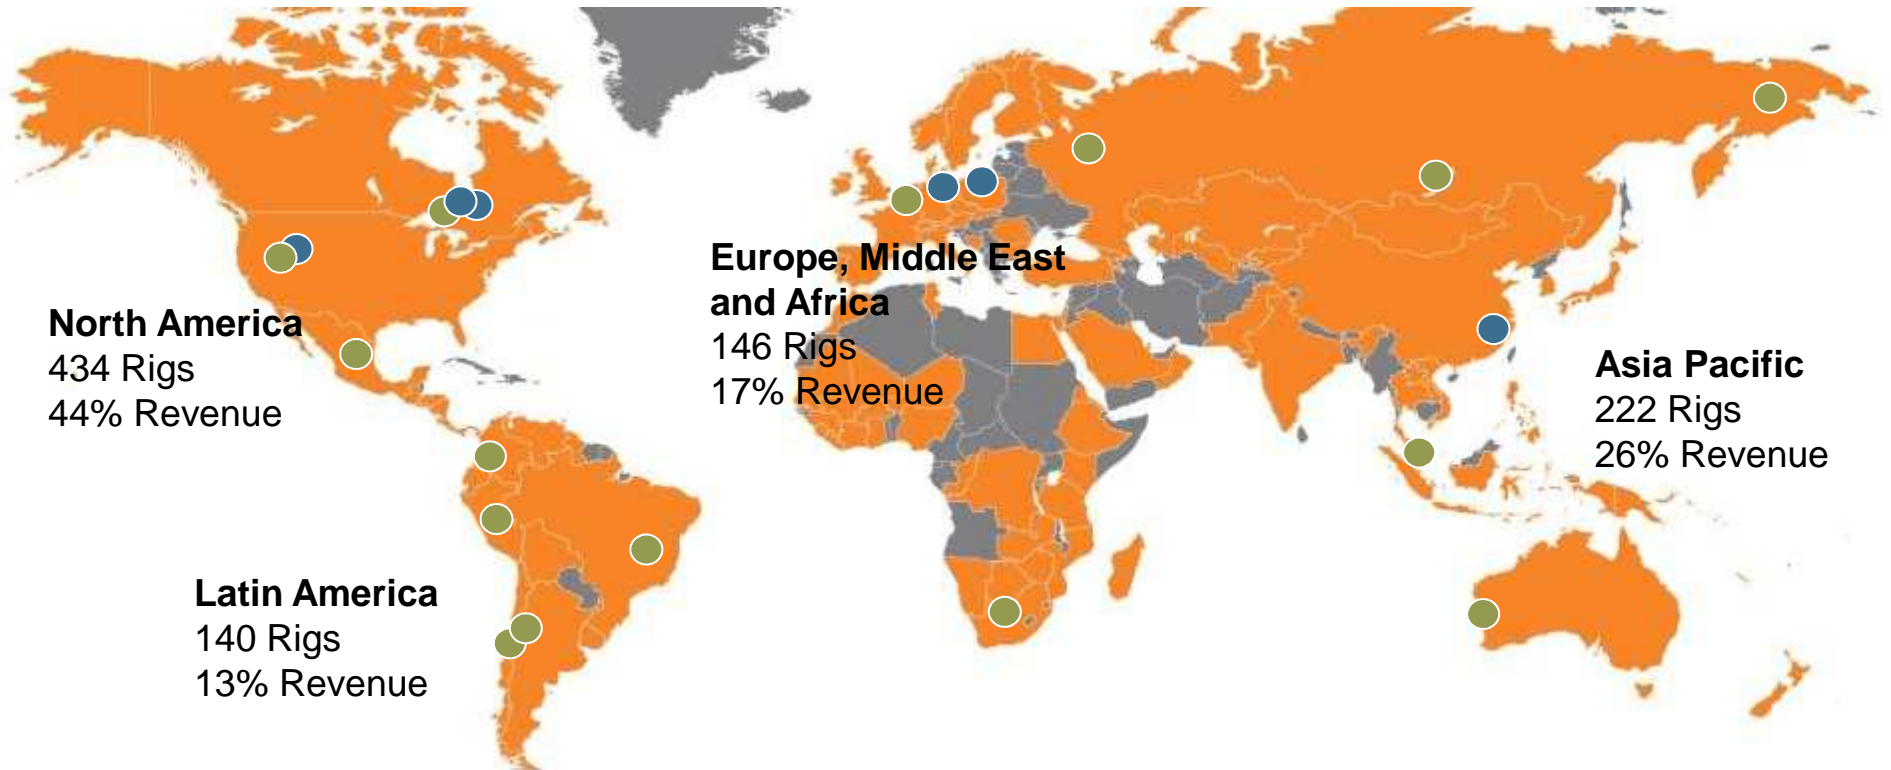 North America
434 Rigs
44% Revenue
Europe, Middle East
and Africa
146 Rigs
17% Revenue
Asia Pacific
222 Rigs
26% Revenue
Latin America
140 Rigs
13% Revenue